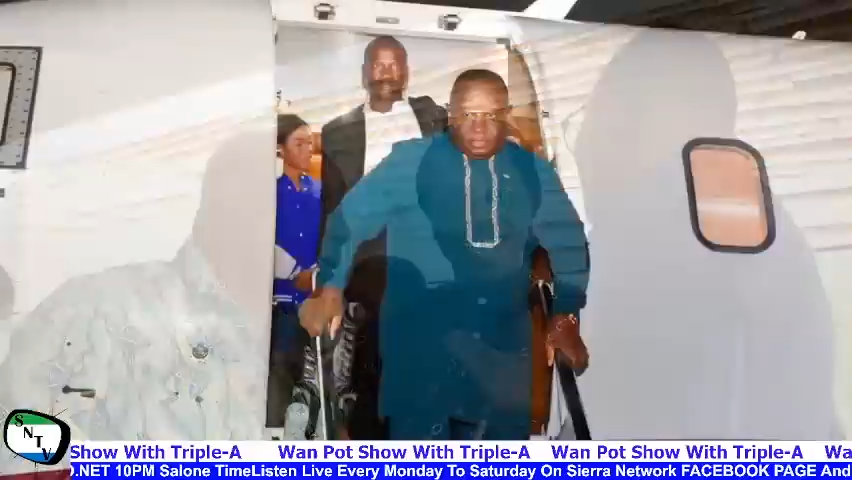 SNTV
Show With Triple-A Wan Pot Show With Triple-A Wan Pot Show With Triple-A Wa
.NET 10PM Salone TimeListen Live Every Monday To Saturday On Sierra Network FACEBOOK PAGE And